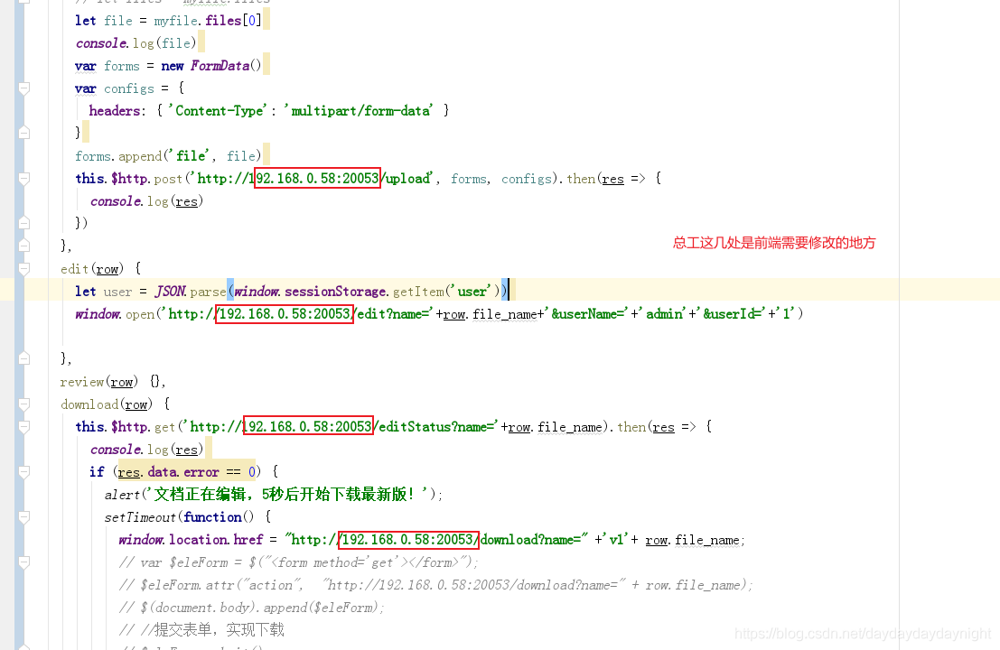 // let files = myfile.files
let file = myfile.files[0]
console.log(file)
var forms = new FormData()
var configs = {
headers: { 'Content-Type': 'multipart/form-data' }
}
forms.append('file', file)
this.$http.post('http://192.168.0.58:20053/upload', forms, configs).then(res => {
console.log(res)
})
},
总工这几处是前端需要修改的地方
edit(row) {
let user = JSON.parse(window.sessionStorage.getItem('user'))
window.open('http://192.168.0.58:20053/edit?name='+row.file_name+'&userName='+'admin'+'&userId='+'1')
},
review(row) {},
download(row) {
this.$http.get('http://192.168.0.58:20053/editStatus?name='+row.file_name).then(res => {
console.log(res)
if (res.data.error == 0) {
alert('文档正在编辑，5秒后开始下载最新版！');
setTimeout(function() {
window.location.href = "http://192.168.0.58:20053/download?name=" +'v1'+ row.file_name;
// var $eleForm = $("<form method='get'></form>");
// $eleForm.attr("action", "http://192.168.0.58:20053/download?name=" + row.file_name);
// $(document.body).append($eleForm);
// //提交表单，实现下载
https://blog.csdn.net/daydaydaydaynight